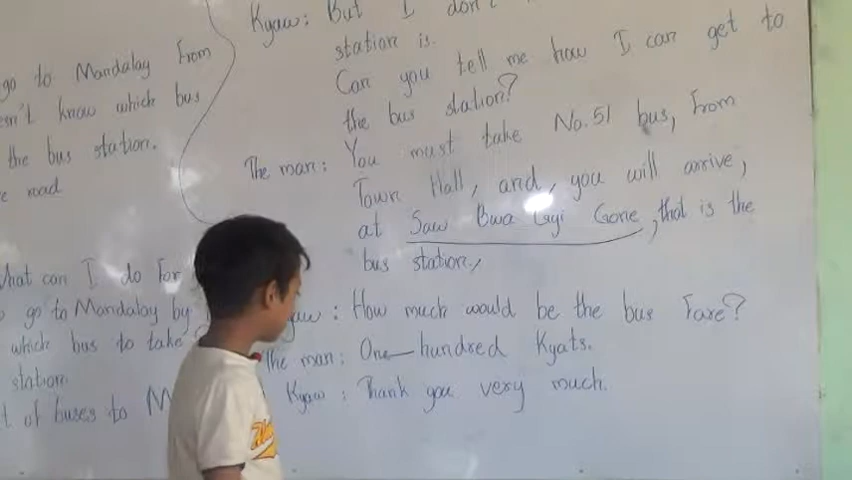 go to Mandalay From
esn't know which bus
the bus station.
e road
What can I do For
go to Mandalay by
which bus to take
station
t of buses to M
Kyaw: But I don't
station is.
Can you tell me how I can get to
the bus station?
The man: You must take No.51 bus, From
Town Hall, and, you will arrive,
at Saw Bwa Gyi Gone, that is the
bus station,
yaw: How much would be the bus Fare?
The man: One hundred Kyats.
Kyaw: Thank you very much.